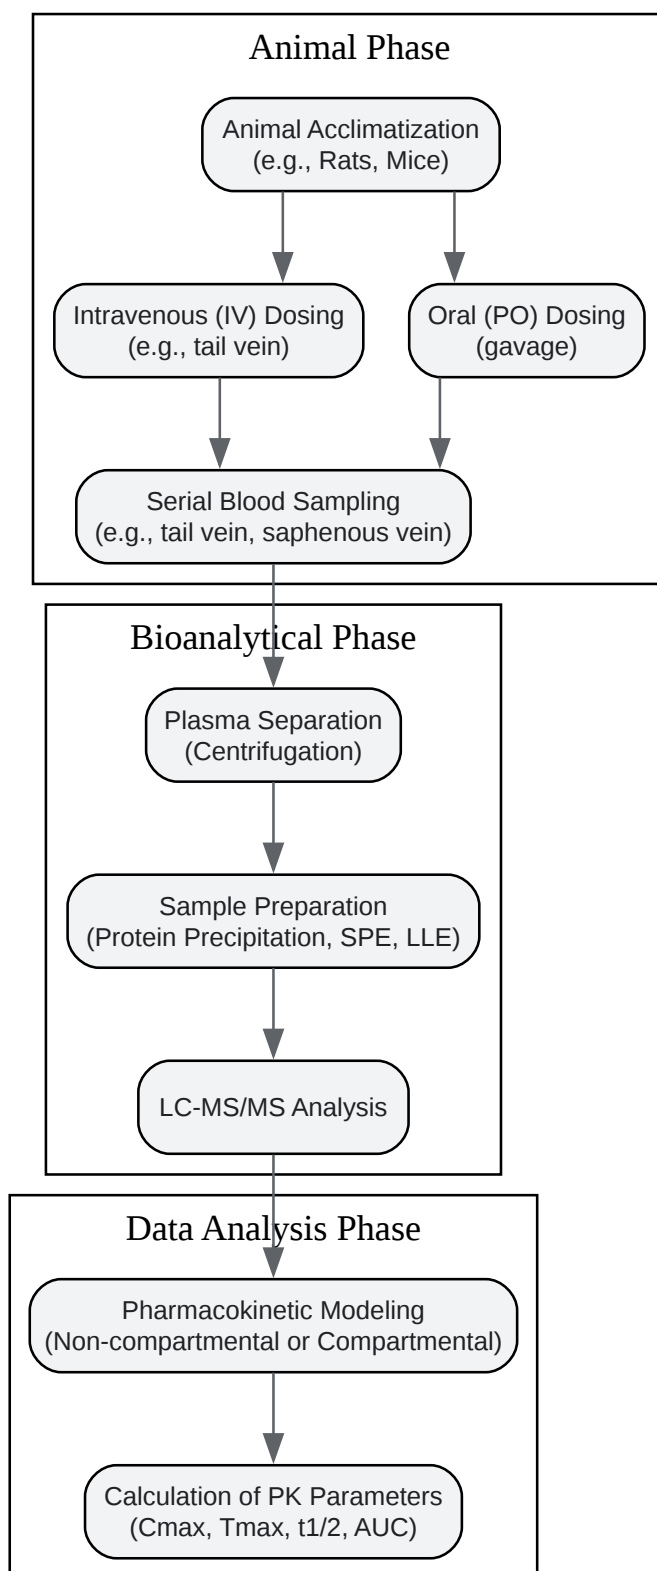 Animal Phase
Animal Acclimatization
(e.g., Rats, Mice)
Intravenous (IV) Dosing
(e.g., tail vein)
Oral (PO) Dosing
(gavage)
Serial Blood Sampling
(e.g., tail vein, saphenous vein)
Bioanalytical Phase
Plasma Separation
(Centrifugation)
Sample Preparation
(Protein Precipitation, SPE, LLE)
LC-MS/MS Analysis
Data Analysis Phase
Pharmacokinetic Modeling
(Non-compartmental or Compartmental)
Calculation of PK Parameters
(Cmax, Tmax, t1/2, AUC)